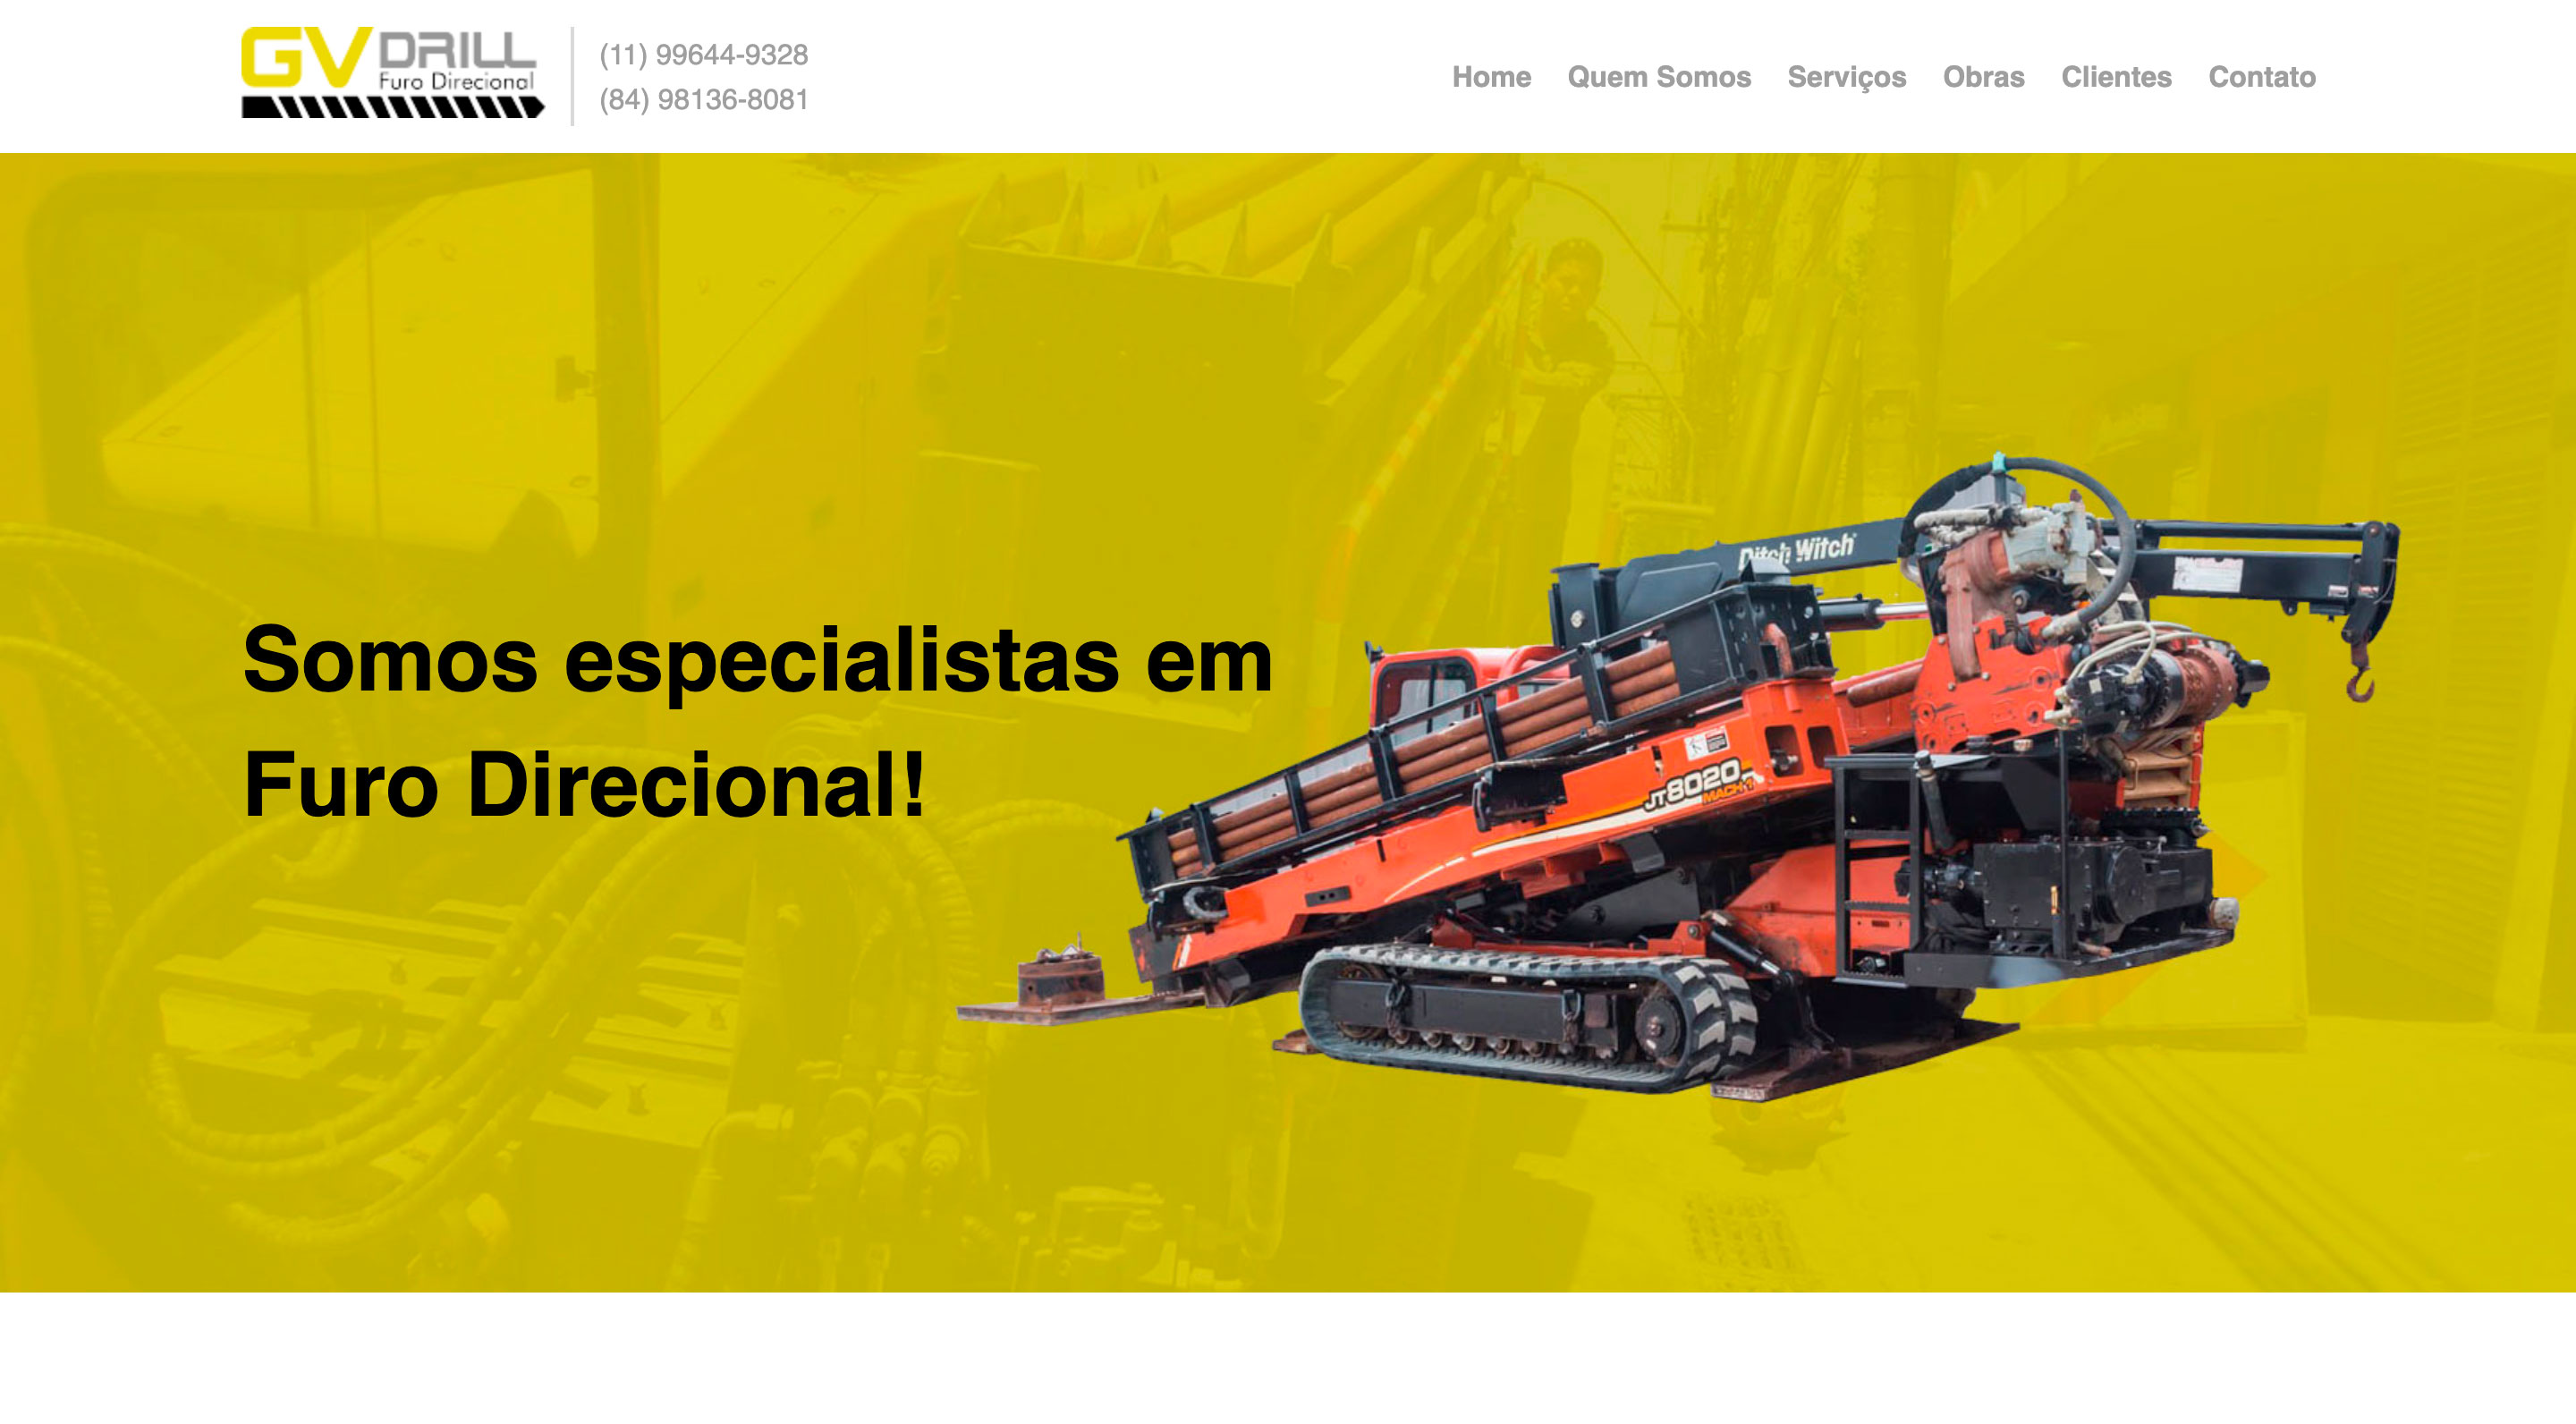 GV DRILL
Furo Direcional
(11) 99644-9328
(84) 98136-8081
Home Quem Somos Serviços Obras Clientes Contato
Somos especialistas em
Furo Direcional!
Ditch Witch
JT8020
MACH 1